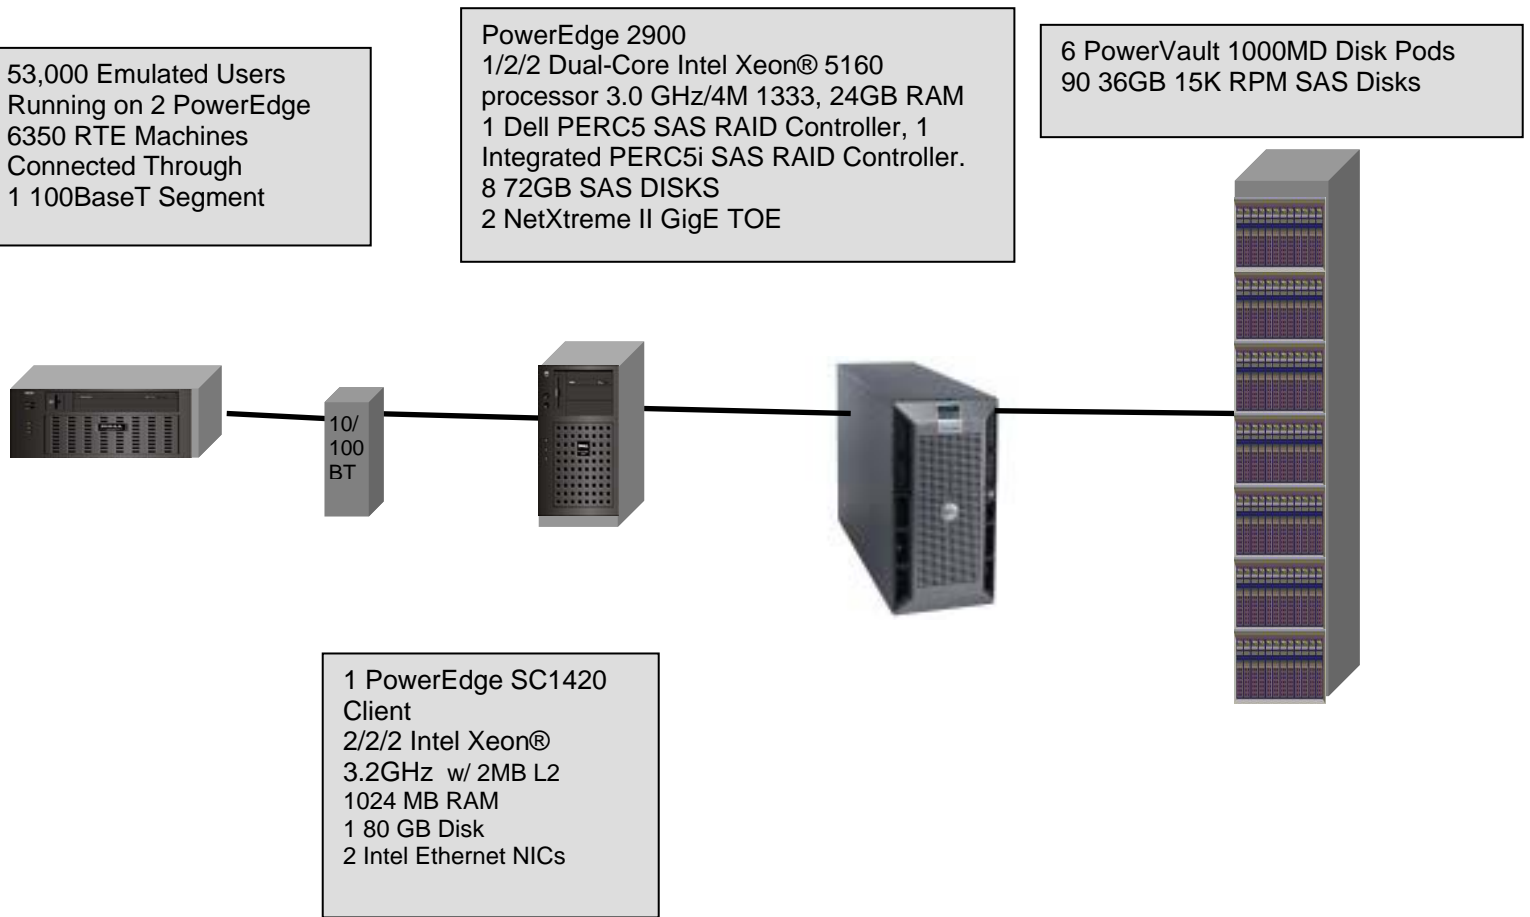 53,000 Emulated Users
Running on 2 PowerEdge
6350 RTE Machines
Connected Through
1 100BaseT Segment
PowerEdge 2900
1/2/2 Dual-Core Intel Xeon® 5160
processor 3.0 GHz/4M 1333, 24GB RAM
1 Dell PERC5 SAS RAID Controller, 1
Integrated PERC5i SAS RAID Controller.
8 72GB SAS DISKS
2 NetXtreme II GigE TOE
6 PowerVault 1000MD Disk Pods
90 36GB 15K RPM SAS Disks
10/
100
BT
1 PowerEdge SC1420
Client
2/2/2 Intel Xeon®
3.2GHz w/ 2MB L2
1024 MB RAM
1 80 GB Disk
2 Intel Ethernet NICs